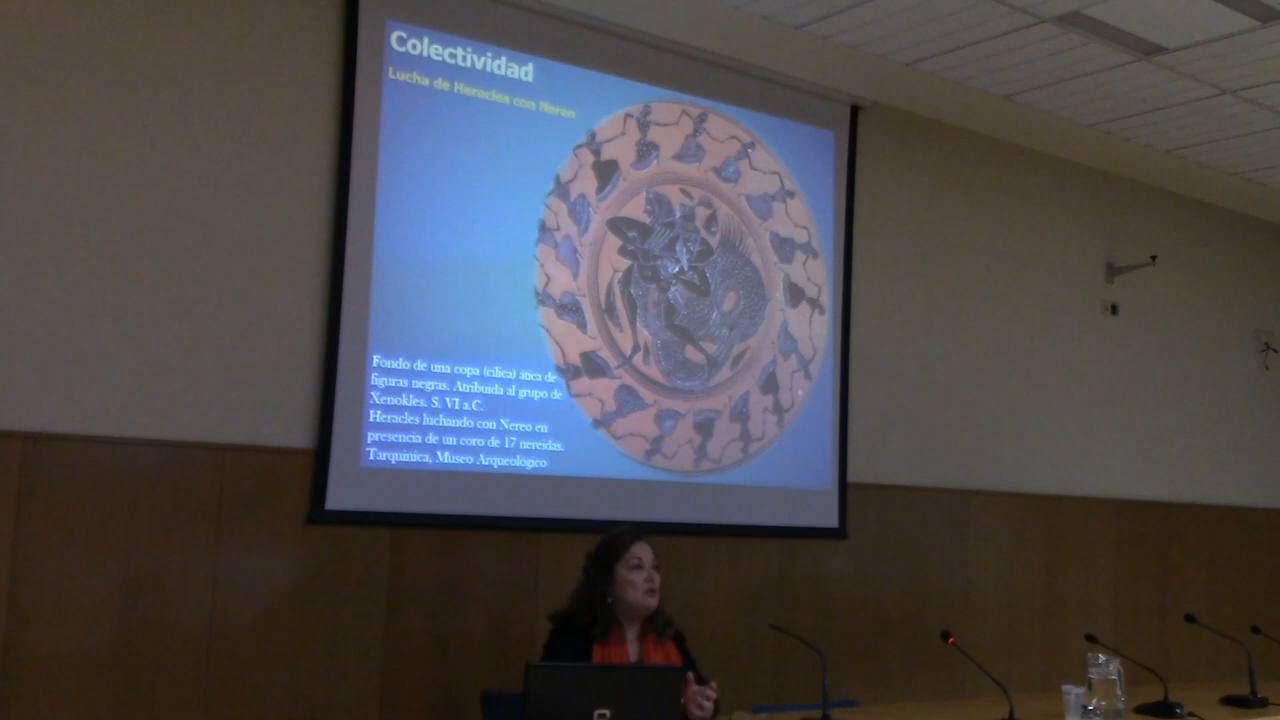 Colectividad
Lucha de Heracles con Nereo
Fondo de una copa (cílica) ática de
figuras negras. Atribuida al grupo de
Xenokles. S. VI a.C.
Heracles luchando con Nereo en
presencia de un coro de 17 nereidas.
Tarquinica, Museo Arqueológico